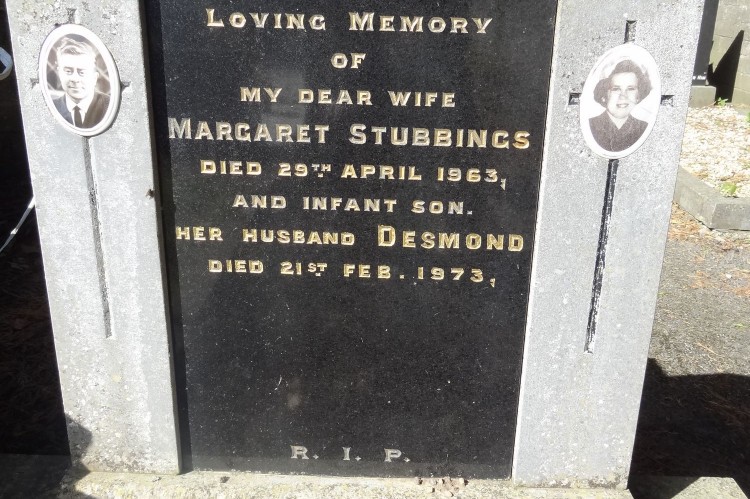 LOVING MEMORY
OF
MY DEAR WIFE
MARGARET STUBBINGS
DIED 29TH APRIL 1963,
AND INFANT SON.
HER HUSBAND DESMOND
DIED 21ST FEB. 1973,
R. I. P.